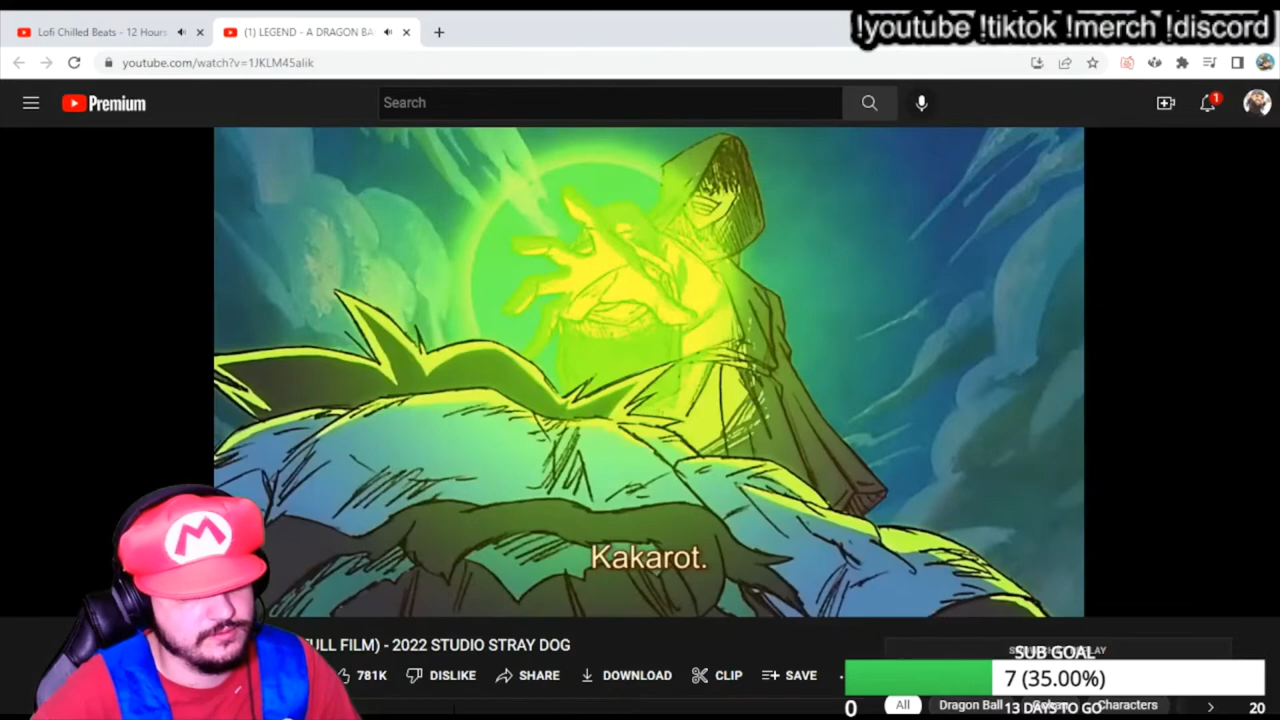 !youtube !tiktok !merch !discord
Lofi Chilled Beats - 12 Hours
(1) LEGEND - A DRAGON BA
youtube.com/watch?v=1JKLM45alik
Premium
Search
1
M
Kakarot.
ULL FILM) - 2022 STUDIO STRAY DOG
781K
DISLIKE
SHARE
DOWNLOAD
CLIP
SAVE
SUB GOAL
7 (35.00%)
0
13 DAYS TO GO
20
All
Dragon Ball
Characters